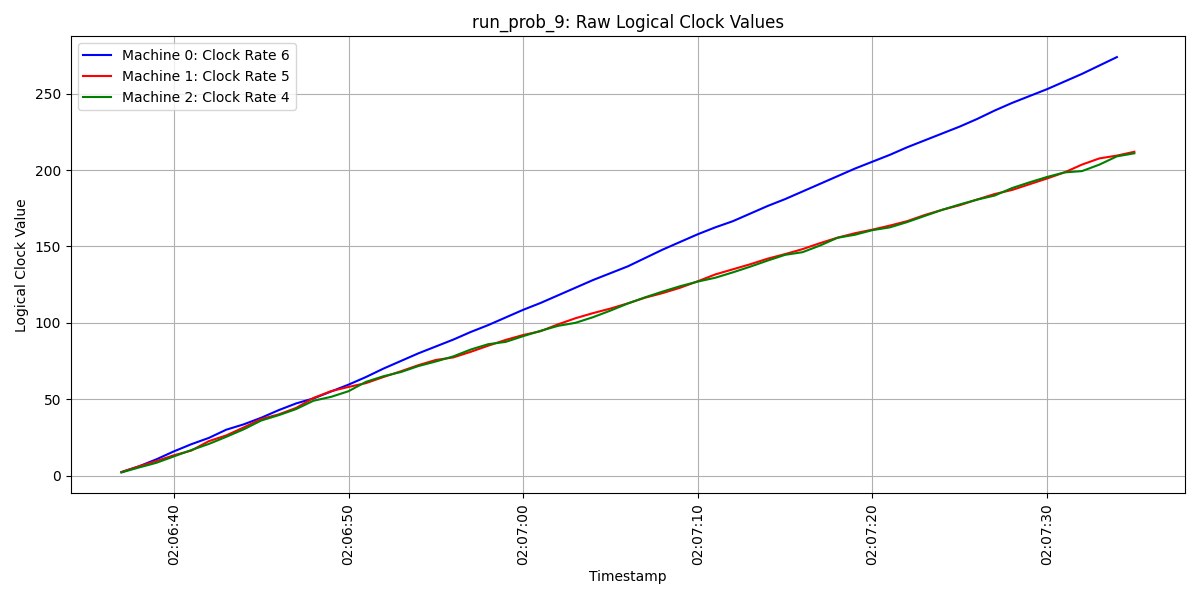 run_prob_9: Raw Logical Clock Values
Machine 0: Clock Rate 6
Machine 1: Clock Rate 5
Machine 2: Clock Rate 4
Logical Clock Value
250
200
150
100
50
0
02:06:40
02:06:50
02:07:00
02:07:10
02:07:20
02:07:30
Timestamp